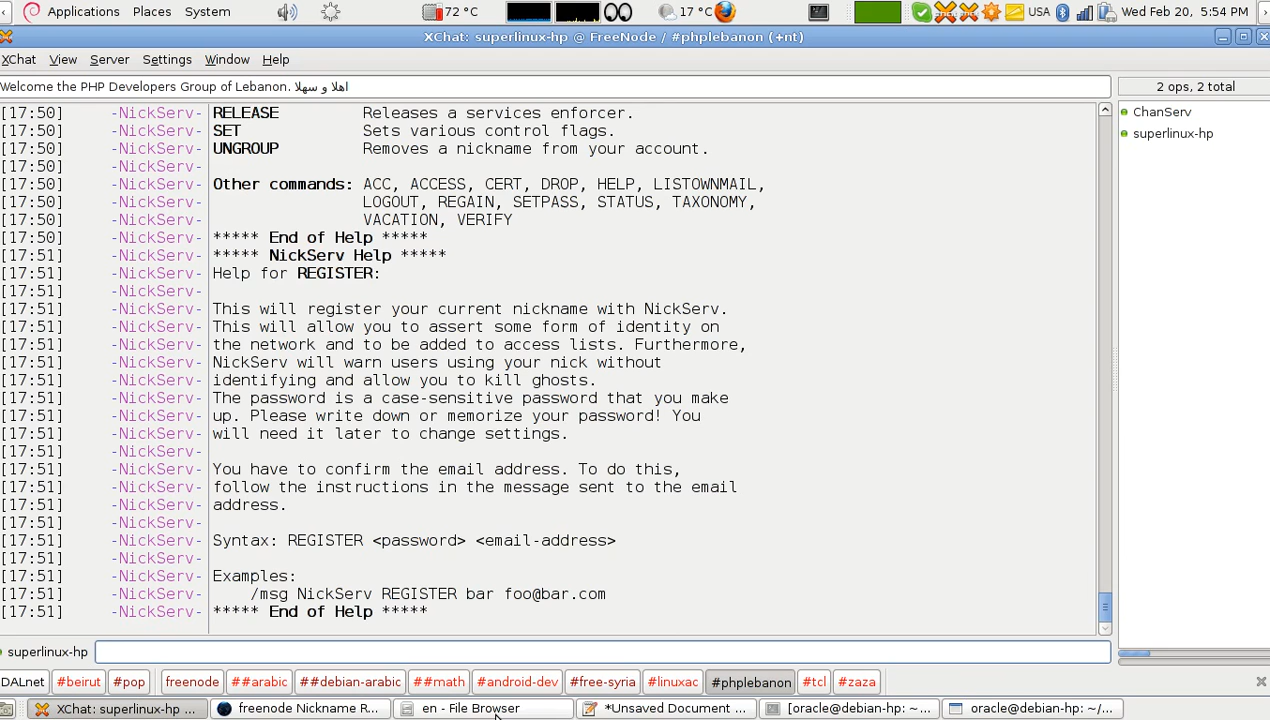 Applications Places System 72 °C 17 °C USA Wed Feb 20, 5:54 PM
XChat: superlinux-hp @ FreeNode / #phplebanon (+nt)
XChat View Server Settings Window Help
Welcome the PHP Developers Group of Lebanon. اهلا و سهلا 2 ops, 2 total
ChanServ
superlinux-hp
[17:50] -NickServ- RELEASE Releases a services enforcer.
[17:50] -NickServ- SET Sets various control flags.
[17:50] -NickServ- UNGROUP Removes a nickname from your account.
[17:50] -NickServ-
[17:50] -NickServ- Other commands: ACC, ACCESS, CERT, DROP, HELP, LISTOWNMAIL,
[17:50] -NickServ- LOGOUT, REGAIN, SETPASS, STATUS, TAXONOMY,
[17:50] -NickServ- VACATION, VERIFY
[17:50] -NickServ- ***** End of Help *****
[17:51] -NickServ- ***** NickServ Help *****
[17:51] -NickServ- Help for REGISTER:
[17:51] -NickServ-
[17:51] -NickServ- This will register your current nickname with NickServ.
[17:51] -NickServ- This will allow you to assert some form of identity on
[17:51] -NickServ- the network and to be added to access lists. Furthermore,
[17:51] -NickServ- NickServ will warn users using your nick without
[17:51] -NickServ- identifying and allow you to kill ghosts.
[17:51] -NickServ- The password is a case-sensitive password that you make
[17:51] -NickServ- up. Please write down or memorize your password! You
[17:51] -NickServ- will need it later to change settings.
[17:51] -NickServ-
[17:51] -NickServ- You have to confirm the email address. To do this,
[17:51] -NickServ- follow the instructions in the message sent to the email
[17:51] -NickServ- address.
[17:51] -NickServ-
[17:51] -NickServ- Syntax: REGISTER <password> <email-address>
[17:51] -NickServ-
[17:51] -NickServ- Examples:
[17:51] -NickServ- /msg NickServ REGISTER bar foo@bar.com
[17:51] -NickServ- ***** End of Help *****
superlinux-hp
DALnet #beirut #pop freenode ##arabic ##debian-arabic ##math #android-dev #free-syria #linuxac #phplebanon #tcl #zaza
XChat: superlinux-hp ... freenode Nickname R... en - File Browser *Unsaved Document ... [oracle@debian-hp: ~/... oracle@debian-hp: ~/...